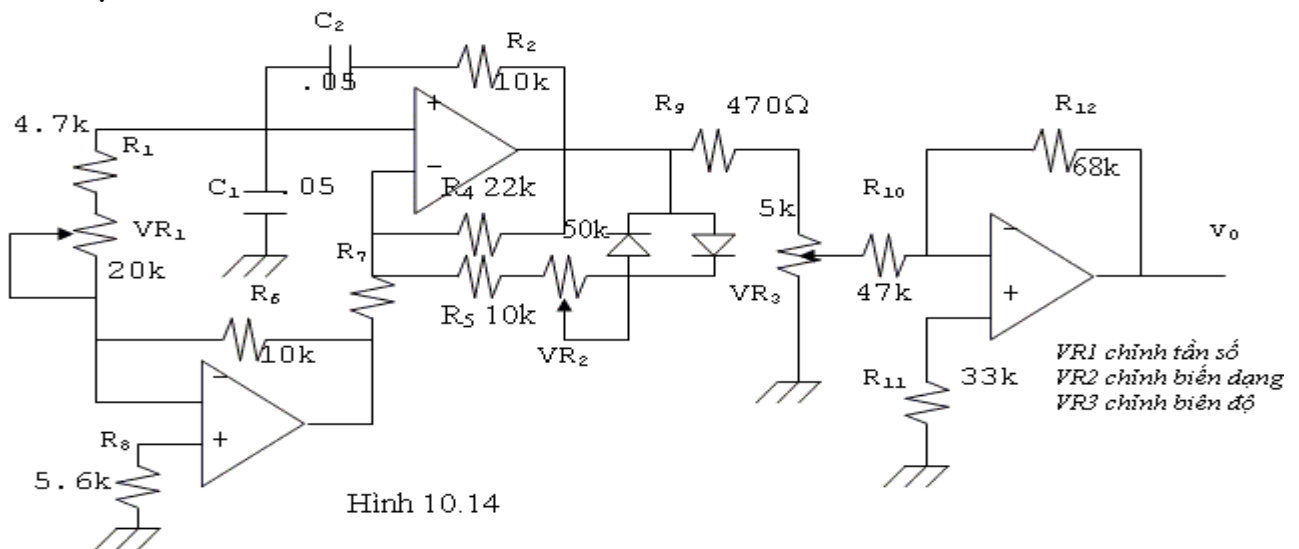 C₂
R₂
.05
10k
R₉
470Ω
R₁₂
4.7k
R₁
+
−
68k
C₁
.05
R₄ 22k
R₁₀
VR₁
50k
5k
v₀
20k
R₇
−
R₆
R₅ 10k
VR₃
47k
+
10k
VR₂
VR1 chỉnh tần số
−
R₁₁
33k
VR2 chỉnh biến dạng
VR3 chỉnh biên độ
R₈
+
5.6k
Hình 10.14